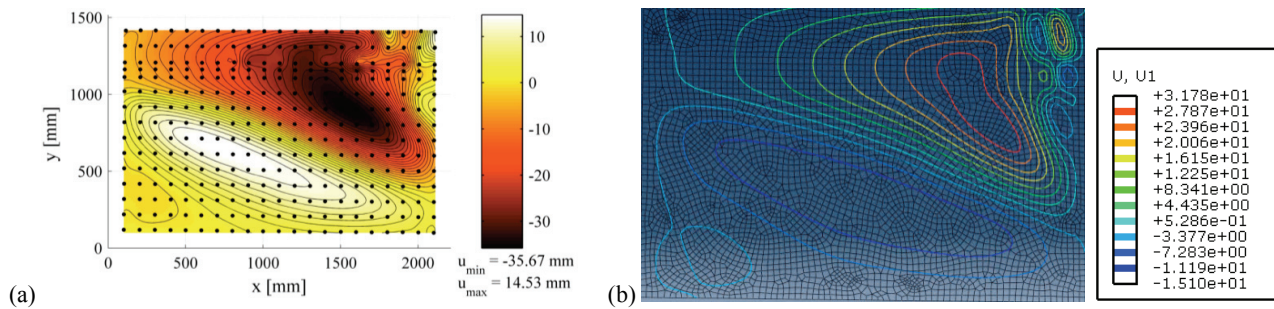 1500
1000
500
0
y [mm]
0
500
1000
1500
2000
x [mm]
10
0
-10
-20
-30
u_min = -35.67 mm
u_max = 14.53 mm
(a)
(b)
U, U1
+3.178e+01
+2.787e+01
+2.396e+01
+2.006e+01
+1.615e+01
+1.225e+01
+8.341e+00
+4.435e+00
+5.286e-01
-3.377e+00
-7.283e+00
-1.119e+01
-1.510e+01